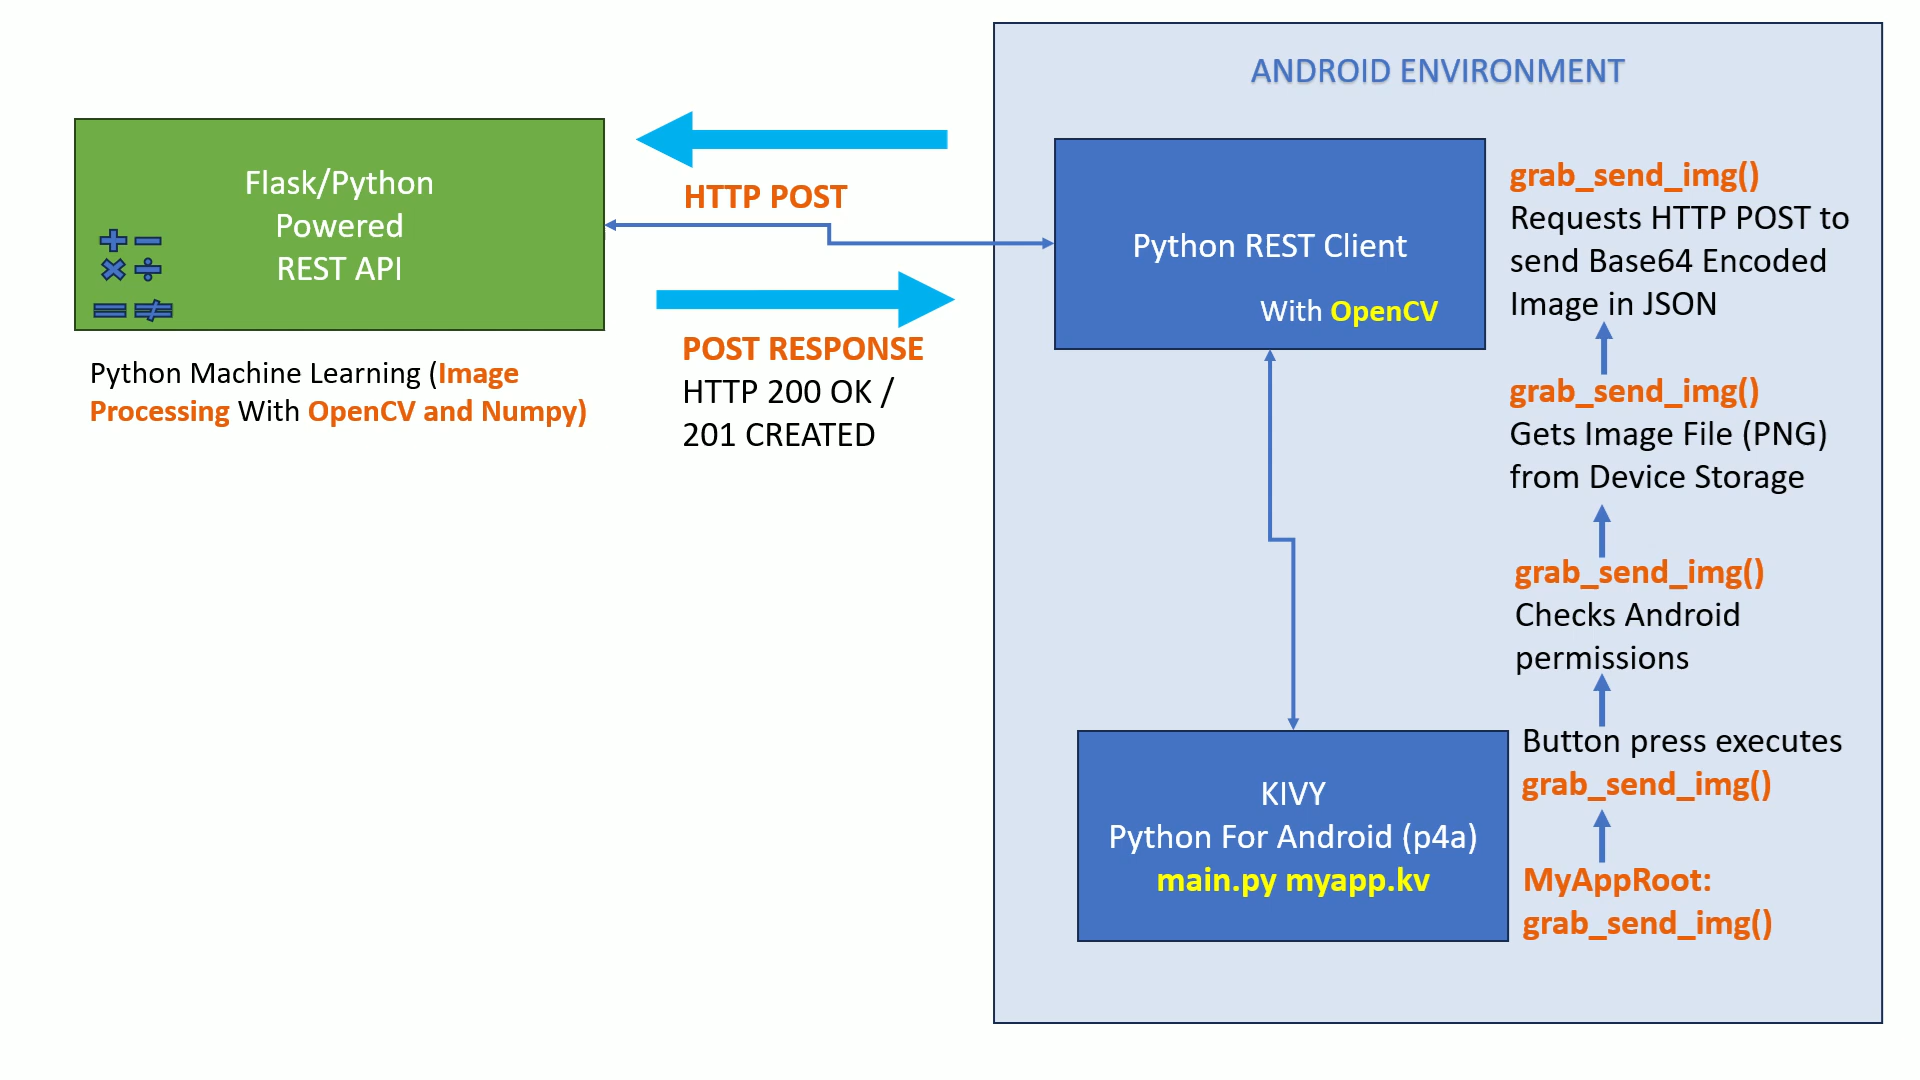 ANDROID ENVIRONMENT
Flask/Python
Powered
REST API
Python Machine Learning (Image
Processing With OpenCV and Numpy)
HTTP POST
POST RESPONSE
HTTP 200 OK /
201 CREATED
Python REST Client
With OpenCV
grab_send_img()
Requests HTTP POST to
send Base64 Encoded
Image in JSON
grab_send_img()
Gets Image File (PNG)
from Device Storage
grab_send_img()
Checks Android
permissions
Button press executes
grab_send_img()
MyAppRoot:
grab_send_img()
KIVY
Python For Android (p4a)
main.py myapp.kv